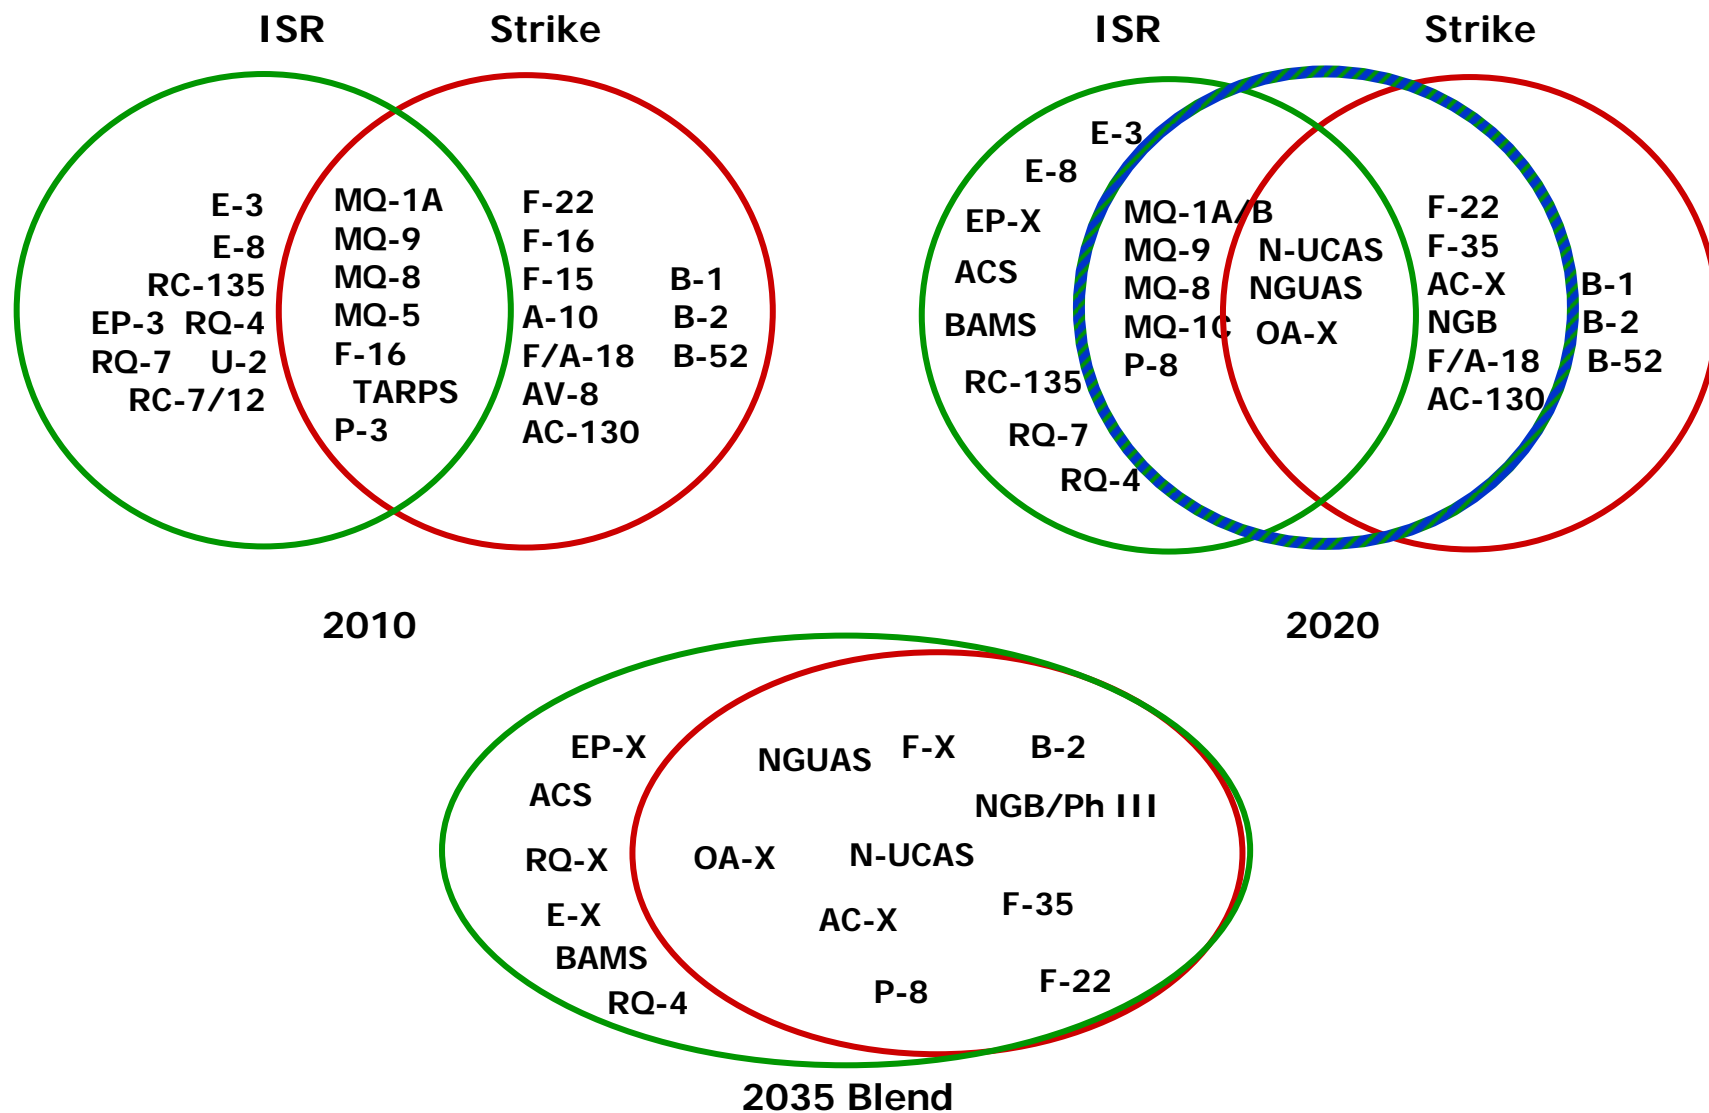 ISR
Strike
E-3
E-8
RC-135
EP-3 RQ-4
RQ-7 U-2
RC-7/12
MQ-1A
MQ-9
MQ-8
MQ-5
F-16
TARPS
P-3
F-22
F-16
F-15
A-10
F/A-18
AV-8
AC-130
B-1
B-2
B-52
2010
ISR
Strike
E-3
E-8
EP-X
ACS
BAMS
RC-135
RQ-7
RQ-4
MQ-1A/B
MQ-9
MQ-8
MQ-1C
P-8
N-UCAS
NGUAS
OA-X
F-22
F-35
AC-X
NGB
F/A-18
AC-130
B-1
B-2
B-52
2020
EP-X
ACS
RQ-X
E-X
BAMS
RQ-4
NGUAS
F-X
B-2
NGB/Ph III
OA-X
N-UCAS
F-35
AC-X
P-8
F-22
2035 Blend